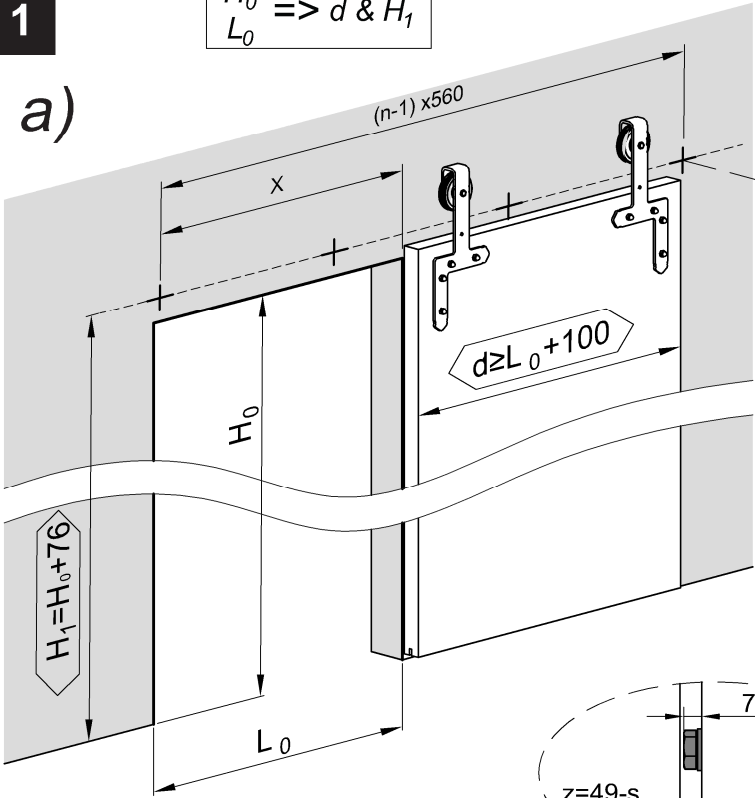 1
H₀
L₀ => d & H₁
a)
(n-1) x560
X
d≥L₀+100
H₀
H₁=H₀+76
L₀
7
z=49-s